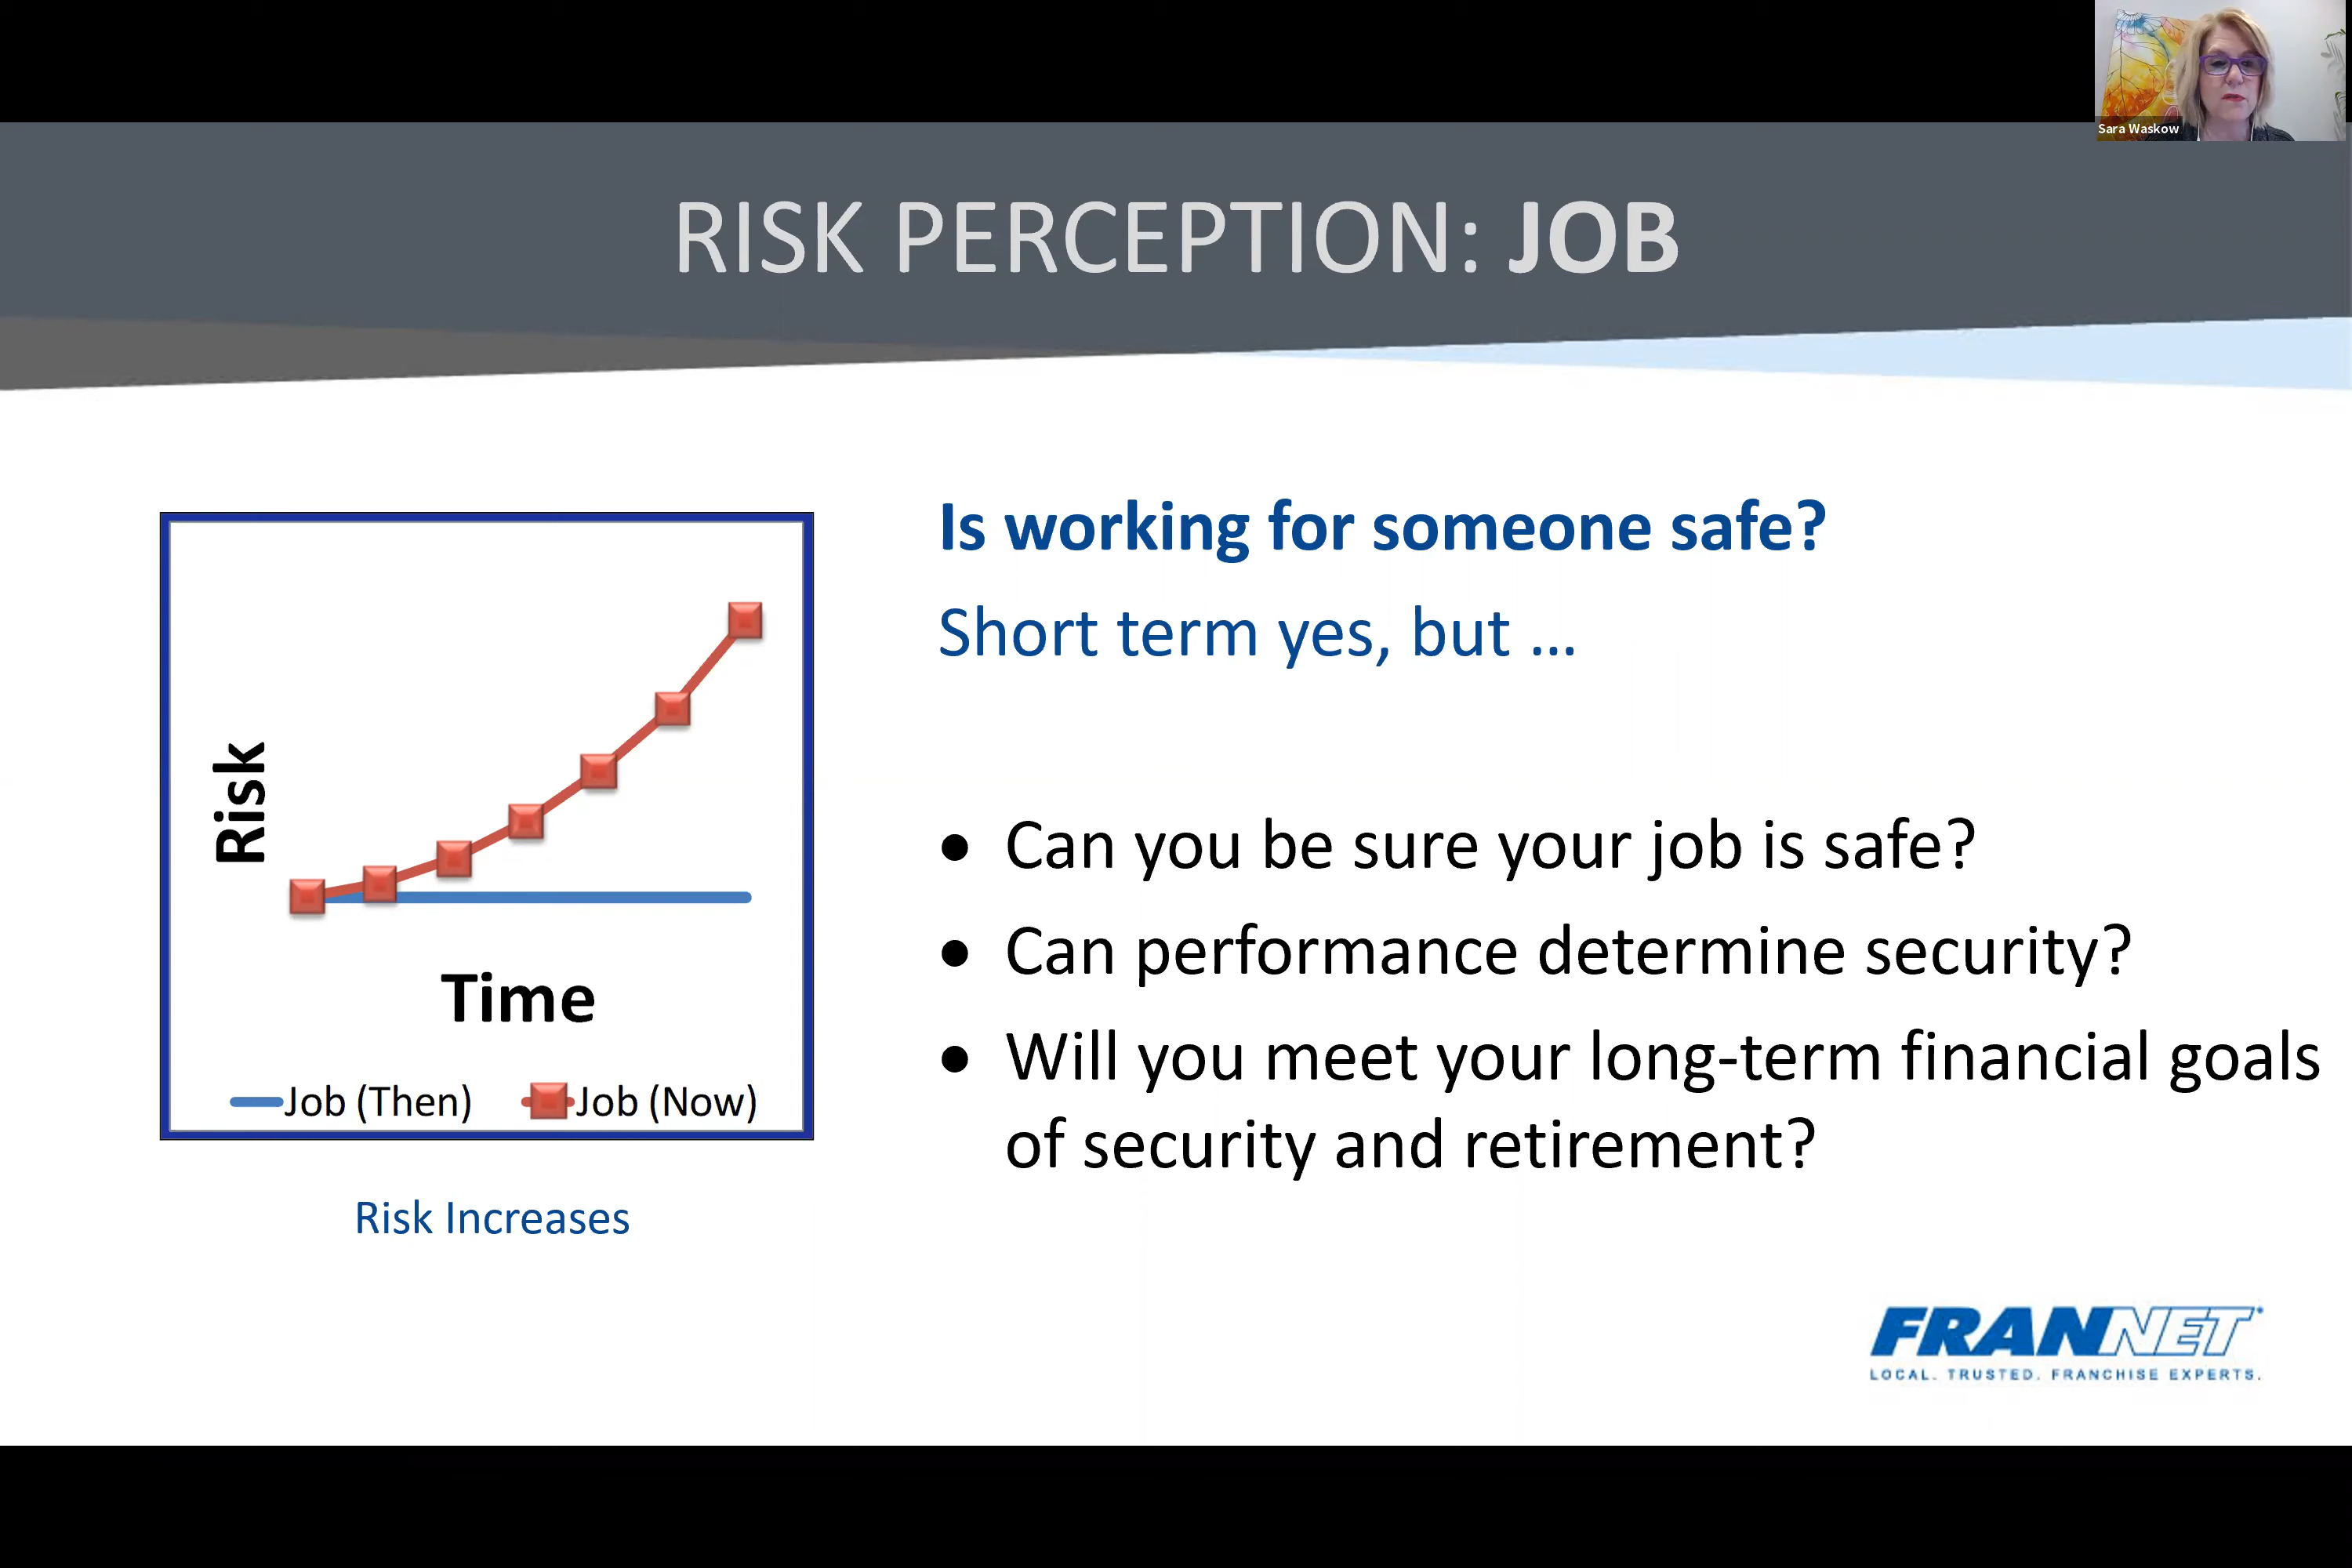 Sara Waskow
RISK PERCEPTION: JOB
Is working for someone safe?
Short term yes, but ...
Risk
Time
Job (Then) Job (Now)
Risk Increases
• Can you be sure your job is safe?
• Can performance determine security?
• Will you meet your long-term financial goals
of security and retirement?
FRANNET
LOCAL. TRUSTED. FRANCHISE EXPERTS.